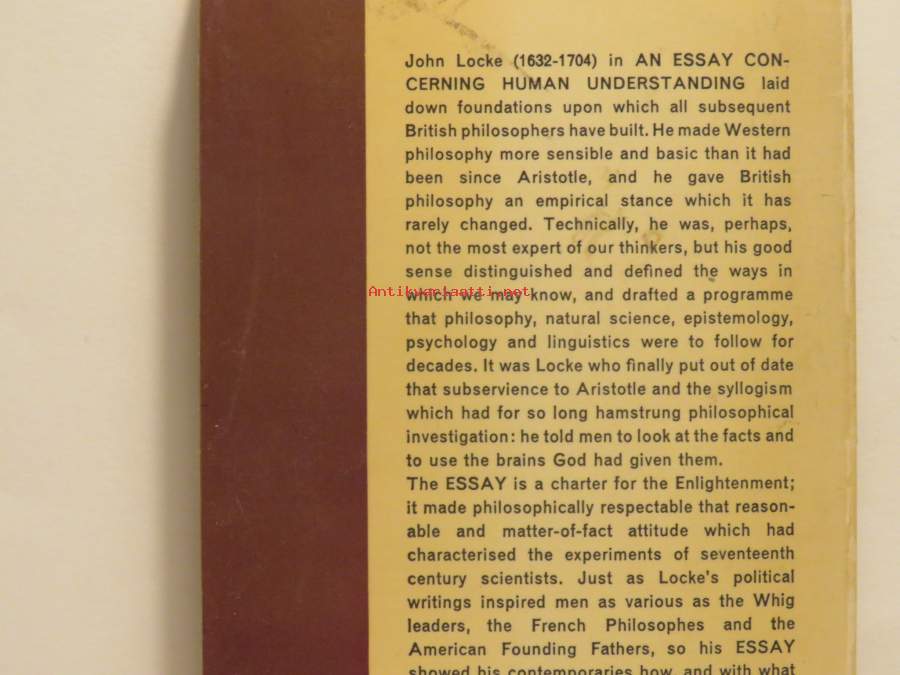 John Locke (1632-1704) in AN ESSAY CON-
CERNING HUMAN UNDERSTANDING laid
down foundations upon which all subsequent
British philosophers have built. He made Western
philosophy more sensible and basic than it had
been since Aristotle, and he gave British
philosophy an empirical stance which it has
rarely changed. Technically, he was, perhaps,
not the most expert of our thinkers, but his good
sense distinguished and defined the ways in
Antikvariaatti.net
which we may know, and drafted a programme
that philosophy, natural science, epistemology,
psychology and linguistics were to follow for
decades. It was Locke who finally put out of date
that subservience to Aristotle and the syllogism
which had for so long hamstrung philosophical
investigation: he told men to look at the facts and
to use the brains God had given them.
The ESSAY is a charter for the Enlightenment;
it made philosophically respectable that reason-
able and matter-of-fact attitude which had
characterised the experiments of seventeenth
century scientists. Just as Locke's political
writings inspired men as various as the Whig
leaders, the French Philosophes and the
American Founding Fathers, so his ESSAY
showed his contemporaries how, and with what